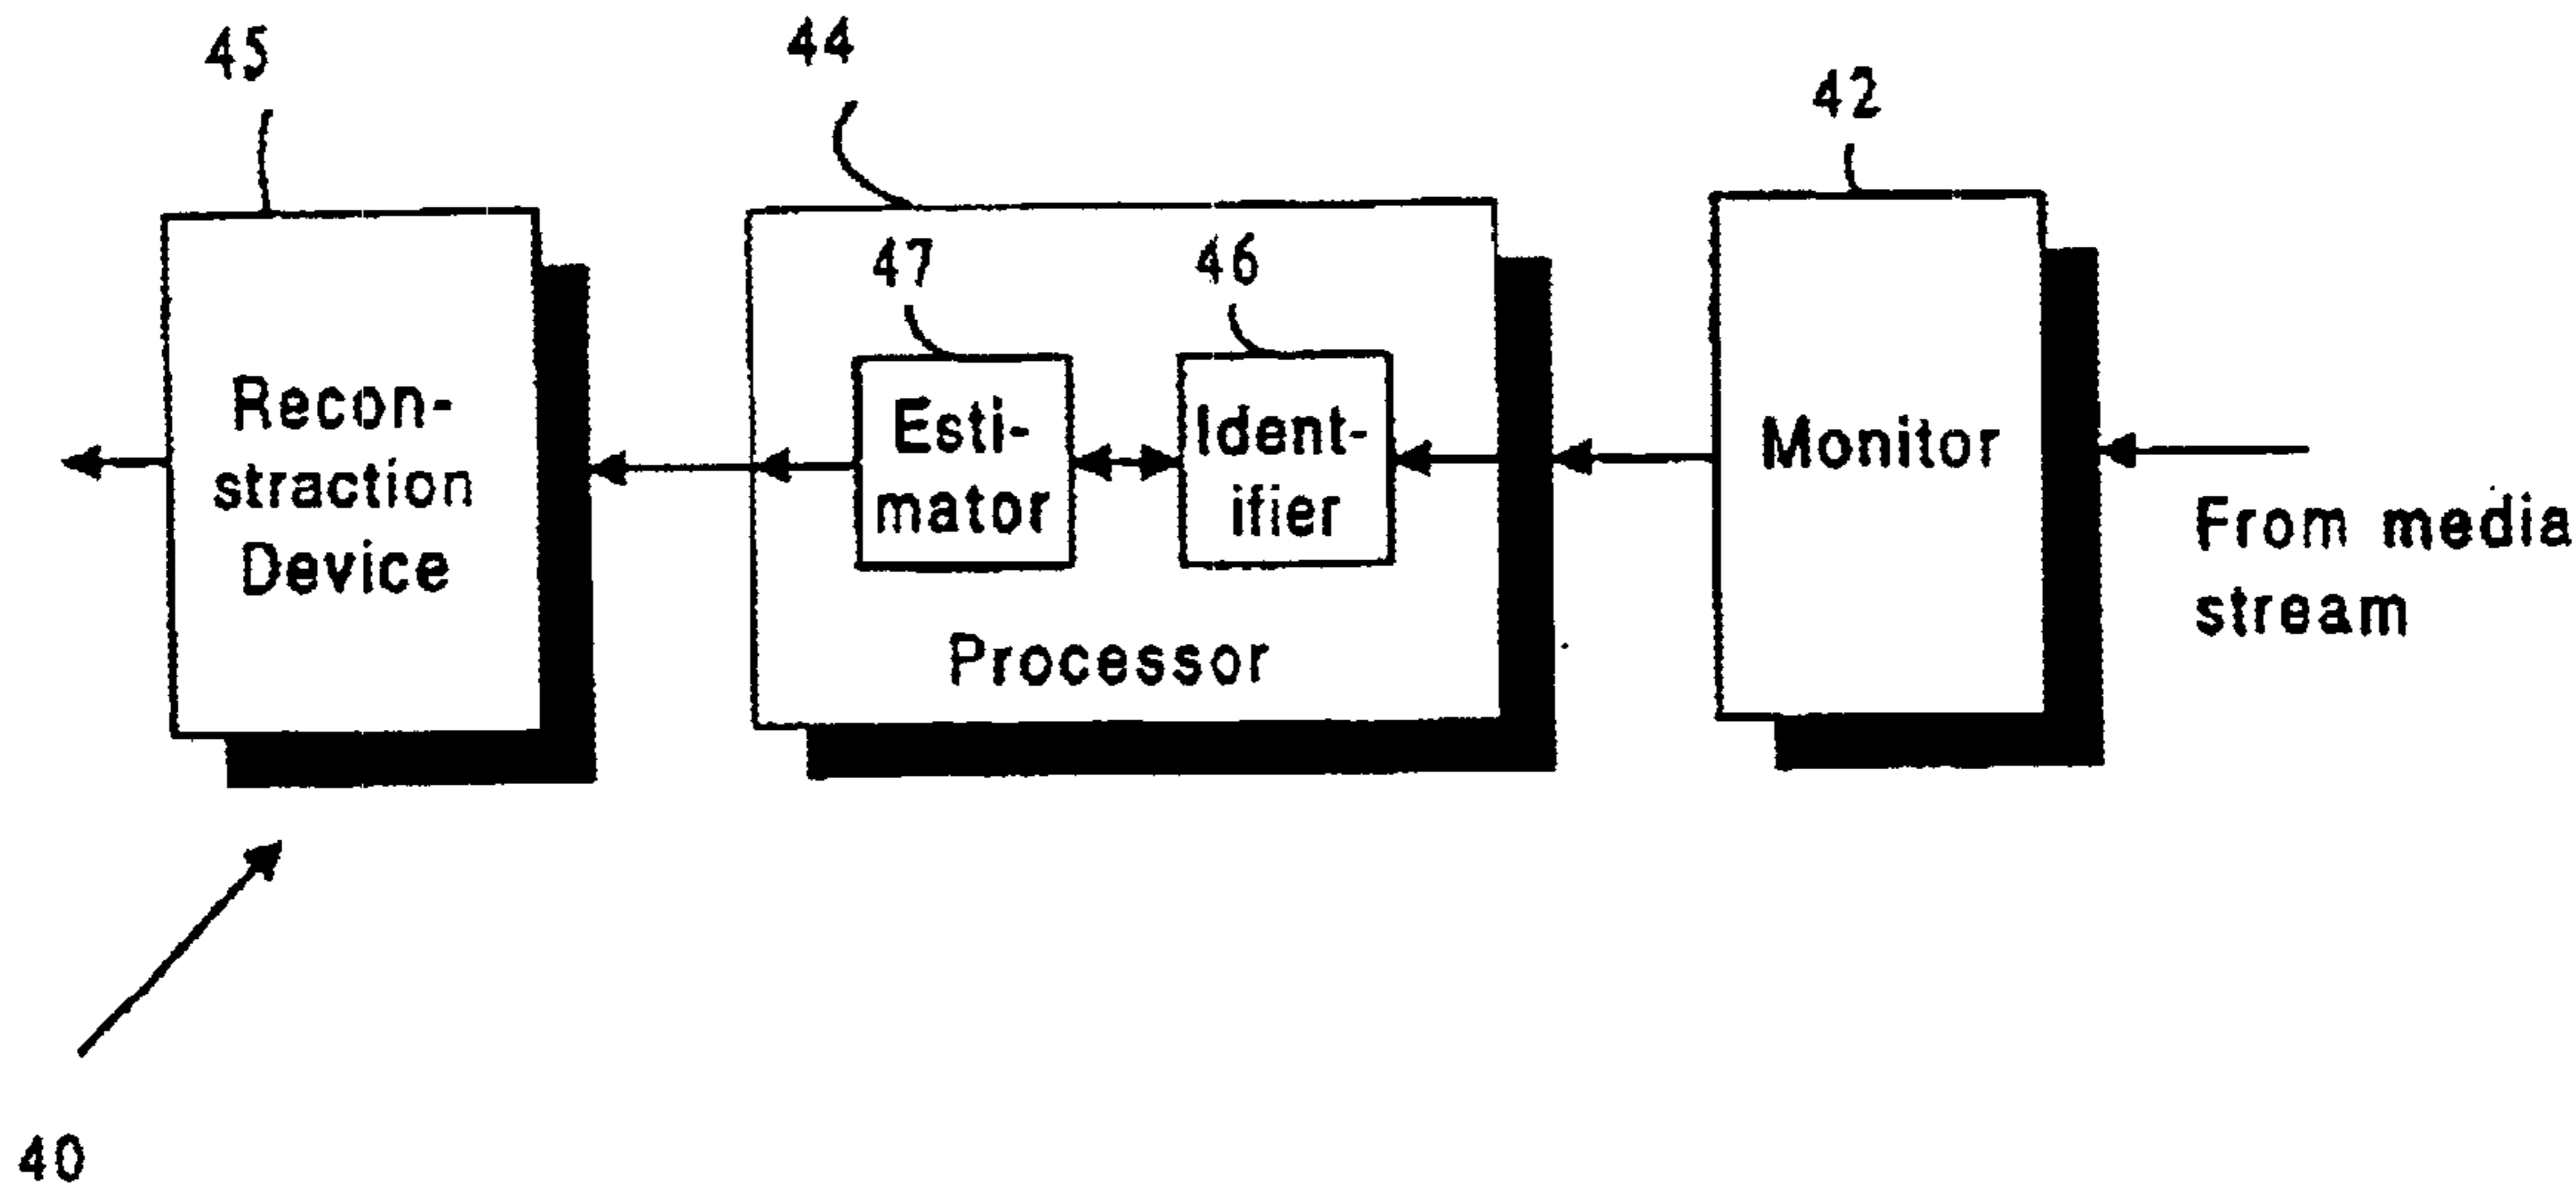 45
44
42
47
46
Recon-
straction
Device
Esti-
mator
Ident-
ifier
Processor
Monitor
From media
stream
40